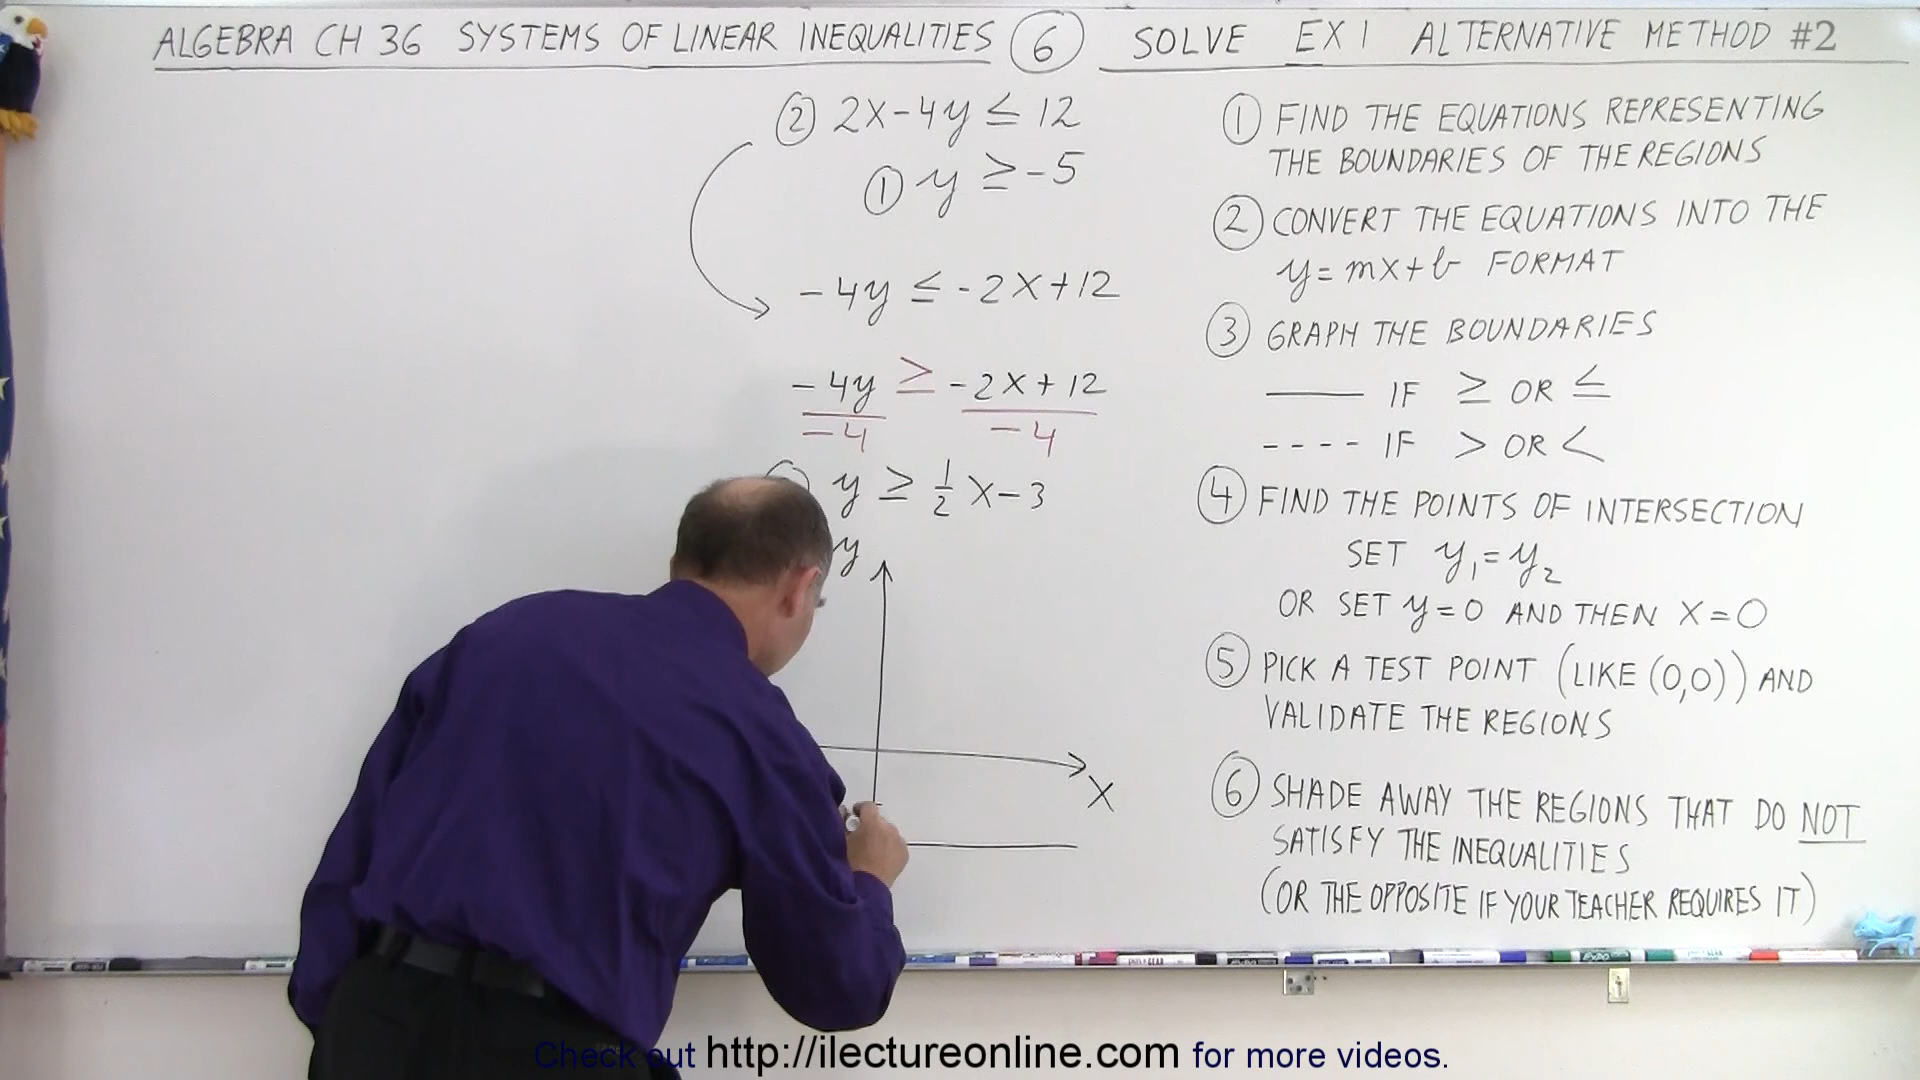 ALGEBRA CH 36 SYSTEMS OF LINEAR INEQUALITIES ⑥ SOLVE EX 1 ALTERNATIVE METHOD #2
② 2x-4y ≤ 12
① y ≥ -5
-4y ≤ -2x+12
-4y ≥ -2x+12
-4 -4
y ≥ 1/2 x-3
y
x
① FIND THE EQUATIONS REPRESENTING
THE BOUNDARIES OF THE REGIONS
② CONVERT THE EQUATIONS INTO THE
y=mx+b FORMAT
③ GRAPH THE BOUNDARIES
—— IF ≥ OR ≤
---- IF > OR <
④ FIND THE POINTS OF INTERSECTION
SET y₁=y₂
OR SET y=0 AND THEN x=0
⑤ PICK A TEST POINT (LIKE (0,0)) AND
VALIDATE THE REGIONS
⑥ SHADE AWAY THE REGIONS THAT DO NOT
SATISFY THE INEQUALITIES
(OR THE OPPOSITE IF YOUR TEACHER REQUIRES IT)
Check out http://ilectureonline.com for more videos.